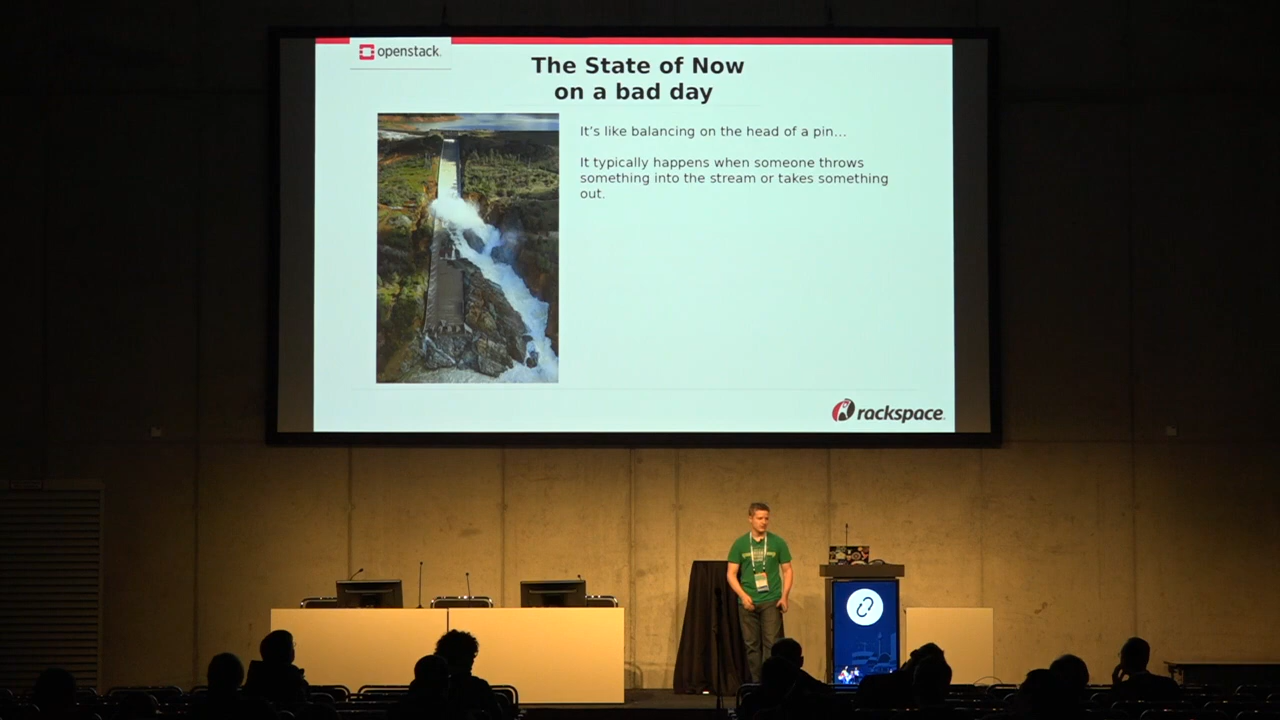 openstack.
The State of Now
on a bad day
It's like balancing on the head of a pin...
It typically happens when someone throws
something into the stream or takes something
out.
rackspace.